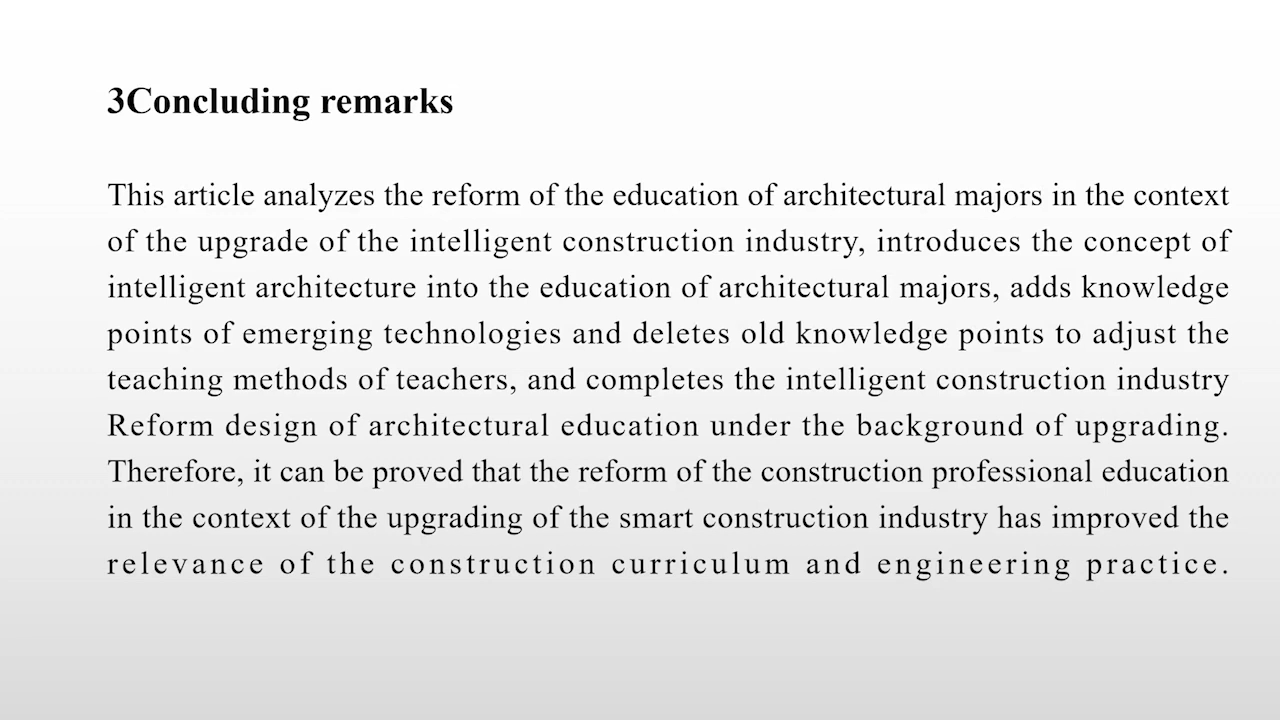 3Concluding remarks
This article analyzes the reform of the education of architectural majors in the context
of the upgrade of the intelligent construction industry, introduces the concept of
intelligent architecture into the education of architectural majors, adds knowledge
points of emerging technologies and deletes old knowledge points to adjust the
teaching methods of teachers, and completes the intelligent construction industry
Reform design of architectural education under the background of upgrading.
Therefore, it can be proved that the reform of the construction professional education
in the context of the upgrading of the smart construction industry has improved the
relevance of the construction curriculum and engineering practice.